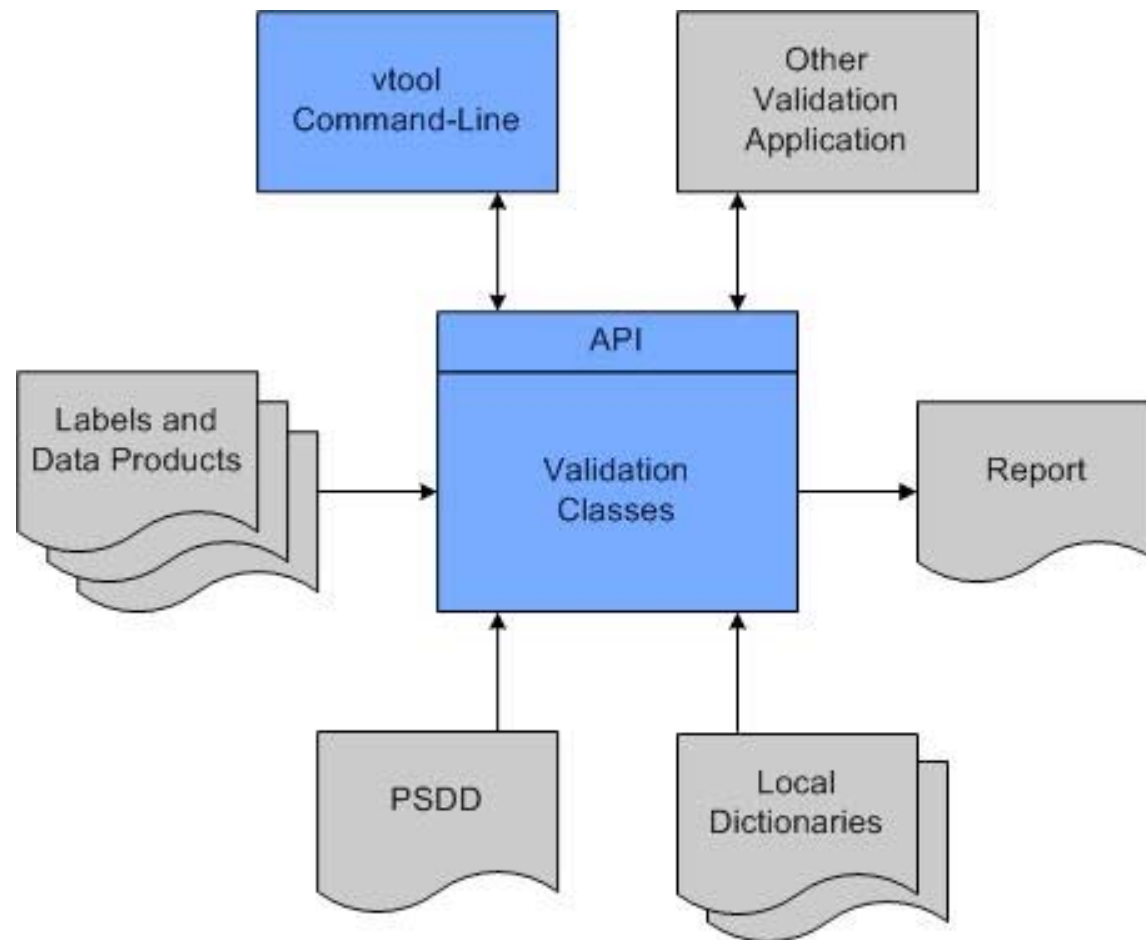 vtool
Command-Line
Other
Validation
Application
API
Labels and
Data Products
Validation
Classes
Report
PSDD
Local
Dictionaries